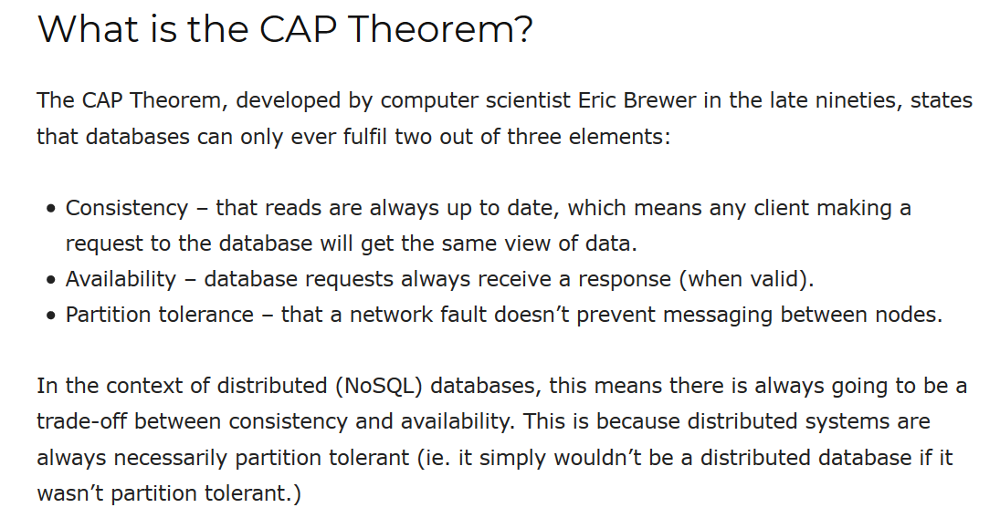 What is the CAP Theorem?
The CAP Theorem, developed by computer scientist Eric Brewer in the late nineties, states
that databases can only ever fulfil two out of three elements:
• Consistency – that reads are always up to date, which means any client making a
request to the database will get the same view of data.
• Availability – database requests always receive a response (when valid).
• Partition tolerance – that a network fault doesn’t prevent messaging between nodes.
In the context of distributed (NoSQL) databases, this means there is always going to be a
trade-off between consistency and availability. This is because distributed systems are
always necessarily partition tolerant (ie. it simply wouldn’t be a distributed database if it
wasn’t partition tolerant.)